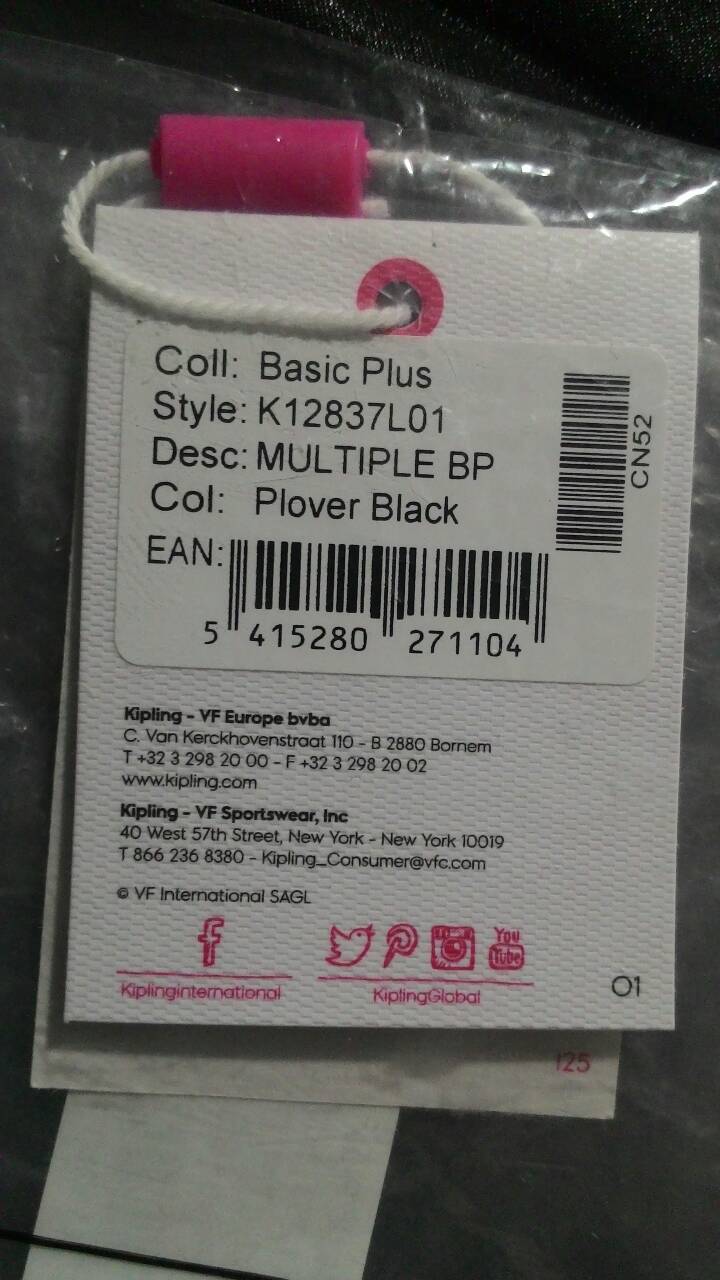 Coll: Basic Plus
Style: K12837L01
Desc: MULTIPLE BP
Col: Plover Black
EAN:
5 415280 271104
CN52
Kipling - VF Europe bvba
C. Van Kerckhovenstraat 110 - B 2880 Bornem
T +32 3 298 20 00 - F +32 3 298 20 02
www.kipling.com
Kipling - VF Sportswear, Inc
40 West 57th Street, New York - New York 10019
T 866 236 8380 - Kipling_Consumer@vfc.com
© VF International SAGL
You
Tube
Kiplinginternational
KiplingGlobal
01
125